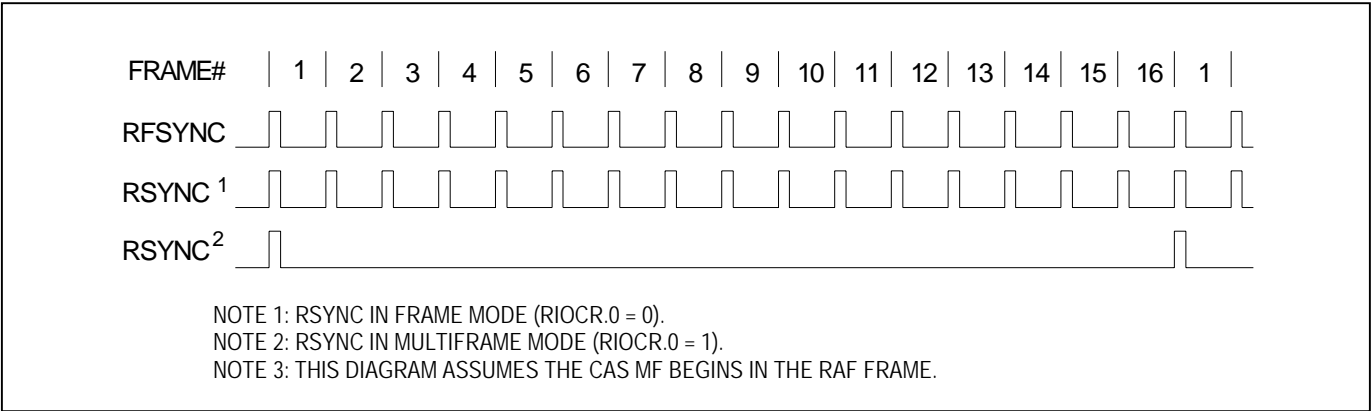 FRAME# 1 2 3 4 5 6 7 8 9 10 11 12 13 14 15 16 1
RFSYNC
RSYNC 1
RSYNC2
NOTE 1: RSYNC IN FRAME MODE (RIOCR.0 = 0).
NOTE 2: RSYNC IN MULTIFRAME MODE (RIOCR.0 = 1).
NOTE 3: THIS DIAGRAM ASSUMES THE CAS MF BEGINS IN THE RAF FRAME.